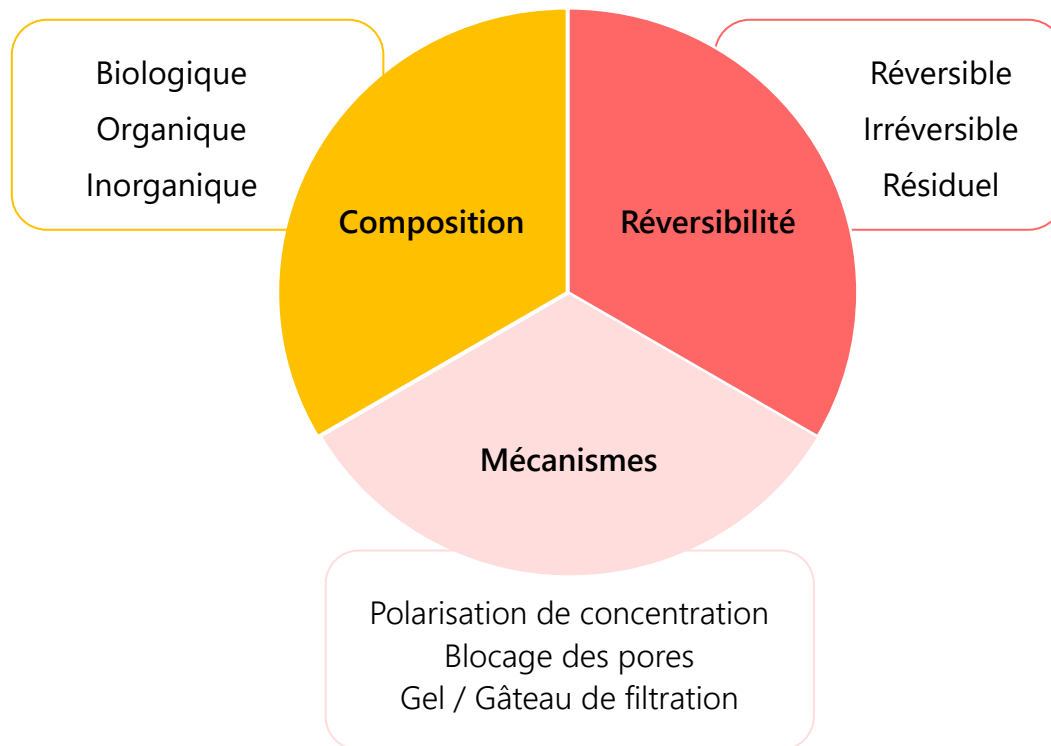 Biologique
Organique
Inorganique
Composition
Réversible
Irréversible
Résiduel
Réversibilité
Mécanismes
Polarisation de concentration
Blocage des pores
Gel / Gâteau de filtration